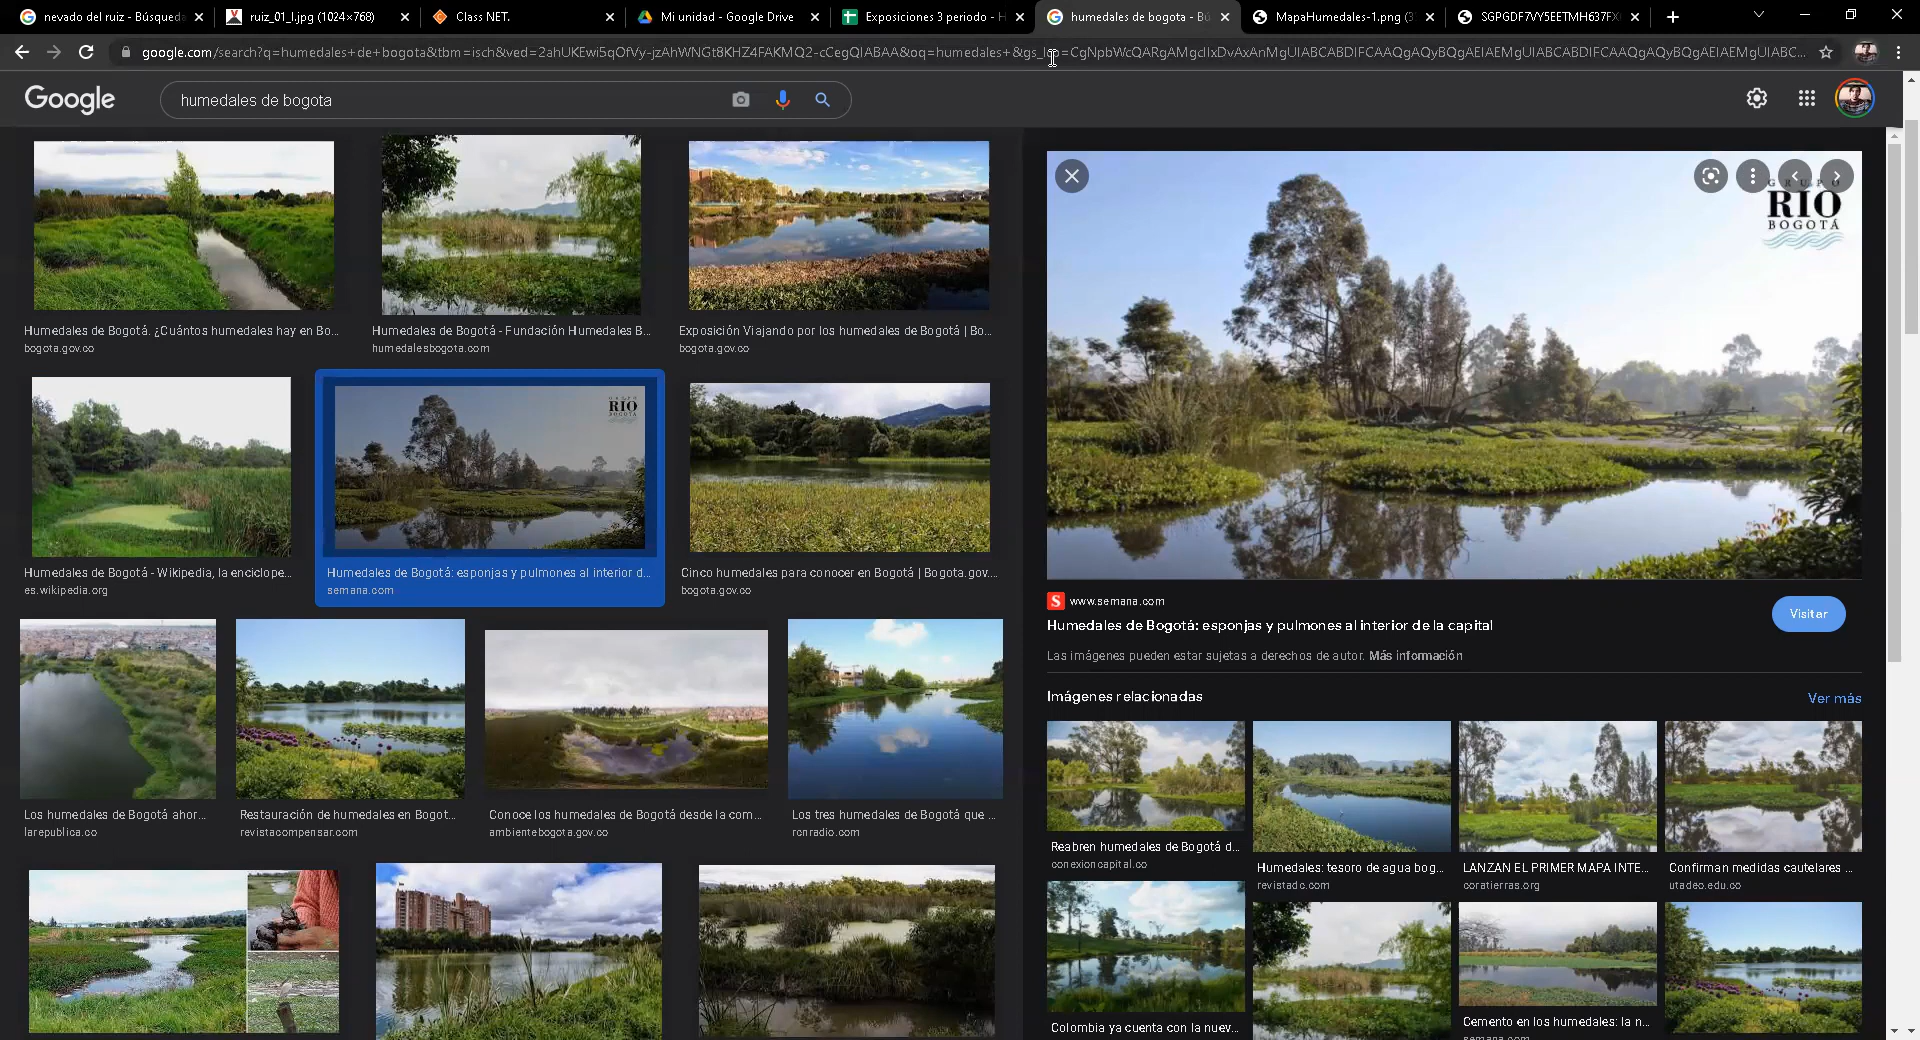 nevado del ruiz - Búsqueda
ruiz_01_l.jpg (1024×768)
Class NET.
Mi unidad - Google Drive
Exposiciones 3 periodo - H
humedales de bogota - Bú
MapaHumedales-1.png (3
SGPGDF7VY5EETMH637FX
google.com/search?q=humedales+de+bogota&tbm=isch&ved=2ahUKEwi5qOfVy-jzAhWNGt8KHZ4FAKMQ2-cCegQIABAA&oq=humedales+&gs_
Google
humedales de bogota
Humedales de Bogotá. ¿Cuántos humedales hay en Bo...
bogota.gov.co
Humedales de Bogotá - Fundación Humedales B...
humedalesbogota.com
Exposición Viajando por los humedales de Bogotá | Bo...
bogota.gov.co
Humedales de Bogotá - Wikipedia, la enciclope...
es.wikipedia.org
RIO
Humedales de Bogotá: esponjas y pulmones al interior d...
semana.com
Cinco humedales para conocer en Bogotá | Bogota.gov....
bogota.gov.co
Los humedales de Bogotá ahor...
larepublica.co
Restauración de humedales en Bogot...
revistacompensar.com
Conoce los humedales de Bogotá desde la com...
ambientebogota.gov.co
Los tres humedales de Bogotá que ...
rcnradio.com
GRUPO
RIO
BOGOTÁ
S www.semana.com
Humedales de Bogotá: esponjas y pulmones al interior de la capital
Visitar
Las imágenes pueden estar sujetas a derechos de autor. Más información
Imágenes relacionadas
Ver más
Reabren humedales de Bogotá d...
conexioncapital.co
Humedales: tesoro de agua bog...
revistadc.com
LANZAN EL PRIMER MAPA INTE...
coratierras.org
Confirman medidas cautelares ...
utadeo.edu.co
Colombia ya cuenta con la nuev...
Cemento en los humedales: la n...
semana.com